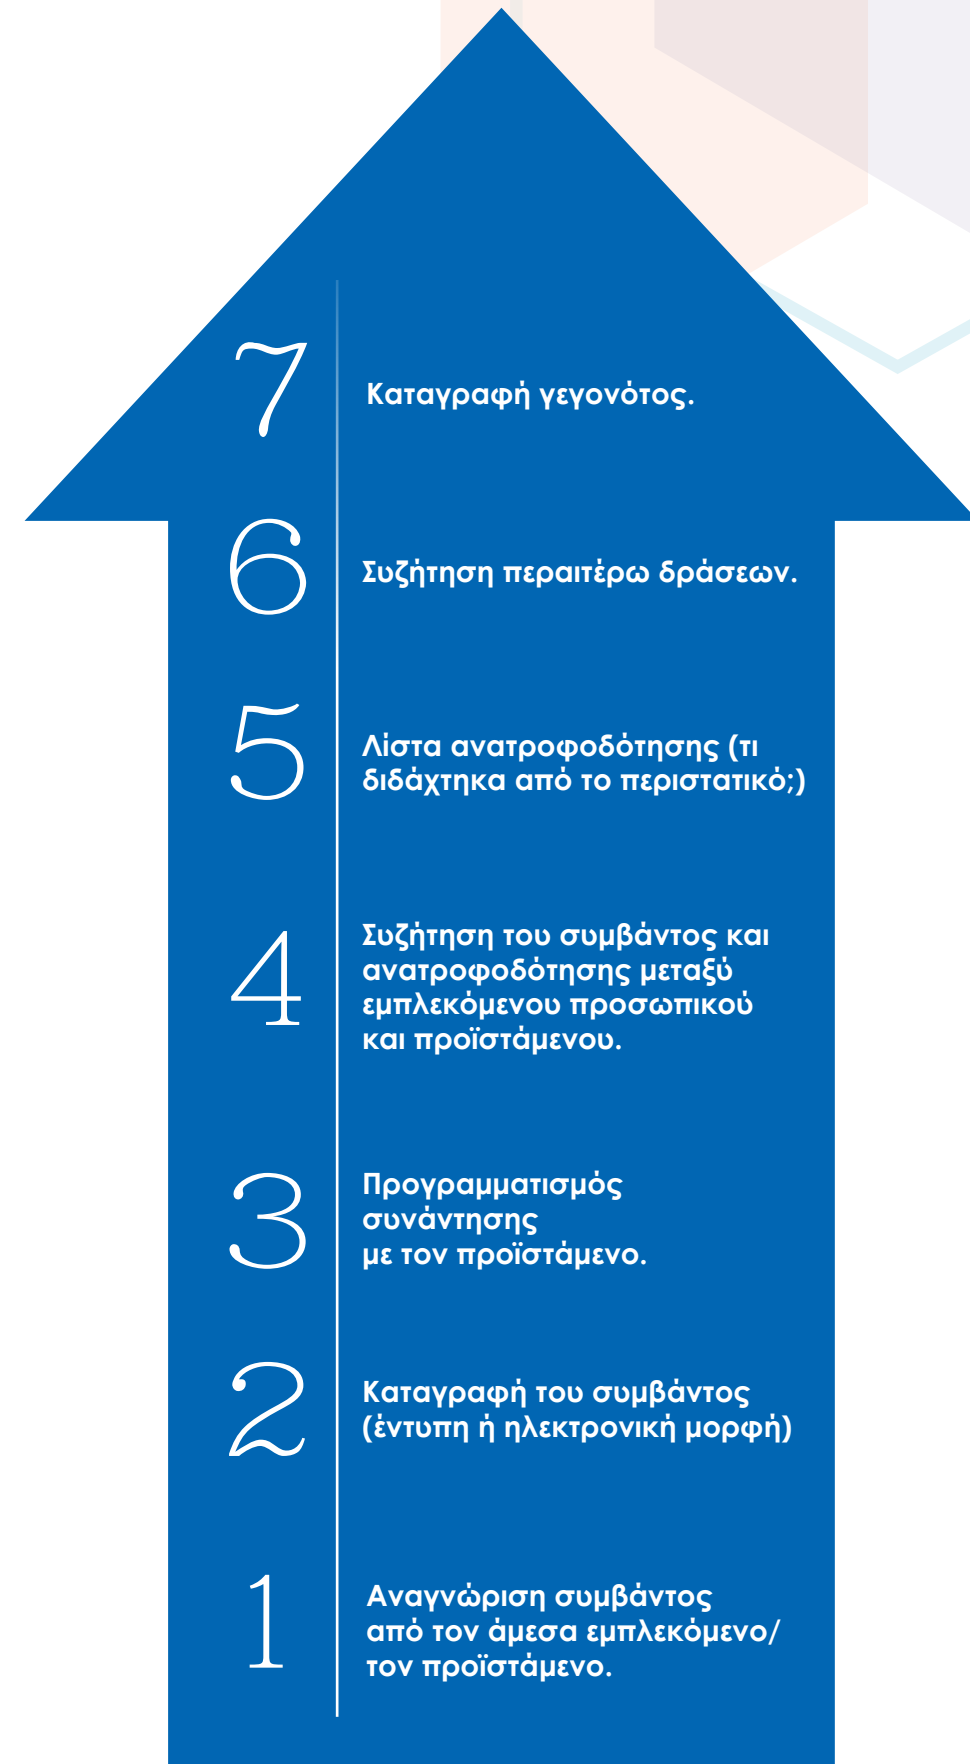 7
Καταγραφή γεγονότος.
6
Συζήτηση περαιτέρω δράσεων.
5
Λίστα ανατροφοδότησης (τι
διδάχτηκα από το περιστατικό;)
4
Συζήτηση του συμβάντος και
ανατροφοδότησης μεταξύ
εμπλεκόμενου προσωπικού
και προϊστάμενου.
3
Προγραμματισμός
συνάντησης
με τον προϊστάμενο.
2
Καταγραφή του συμβάντος
(έντυπη ή ηλεκτρονική μορφή)
1
Αναγνώριση συμβάντος
από τον άμεσα εμπλεκόμενο/
τον προϊστάμενο.